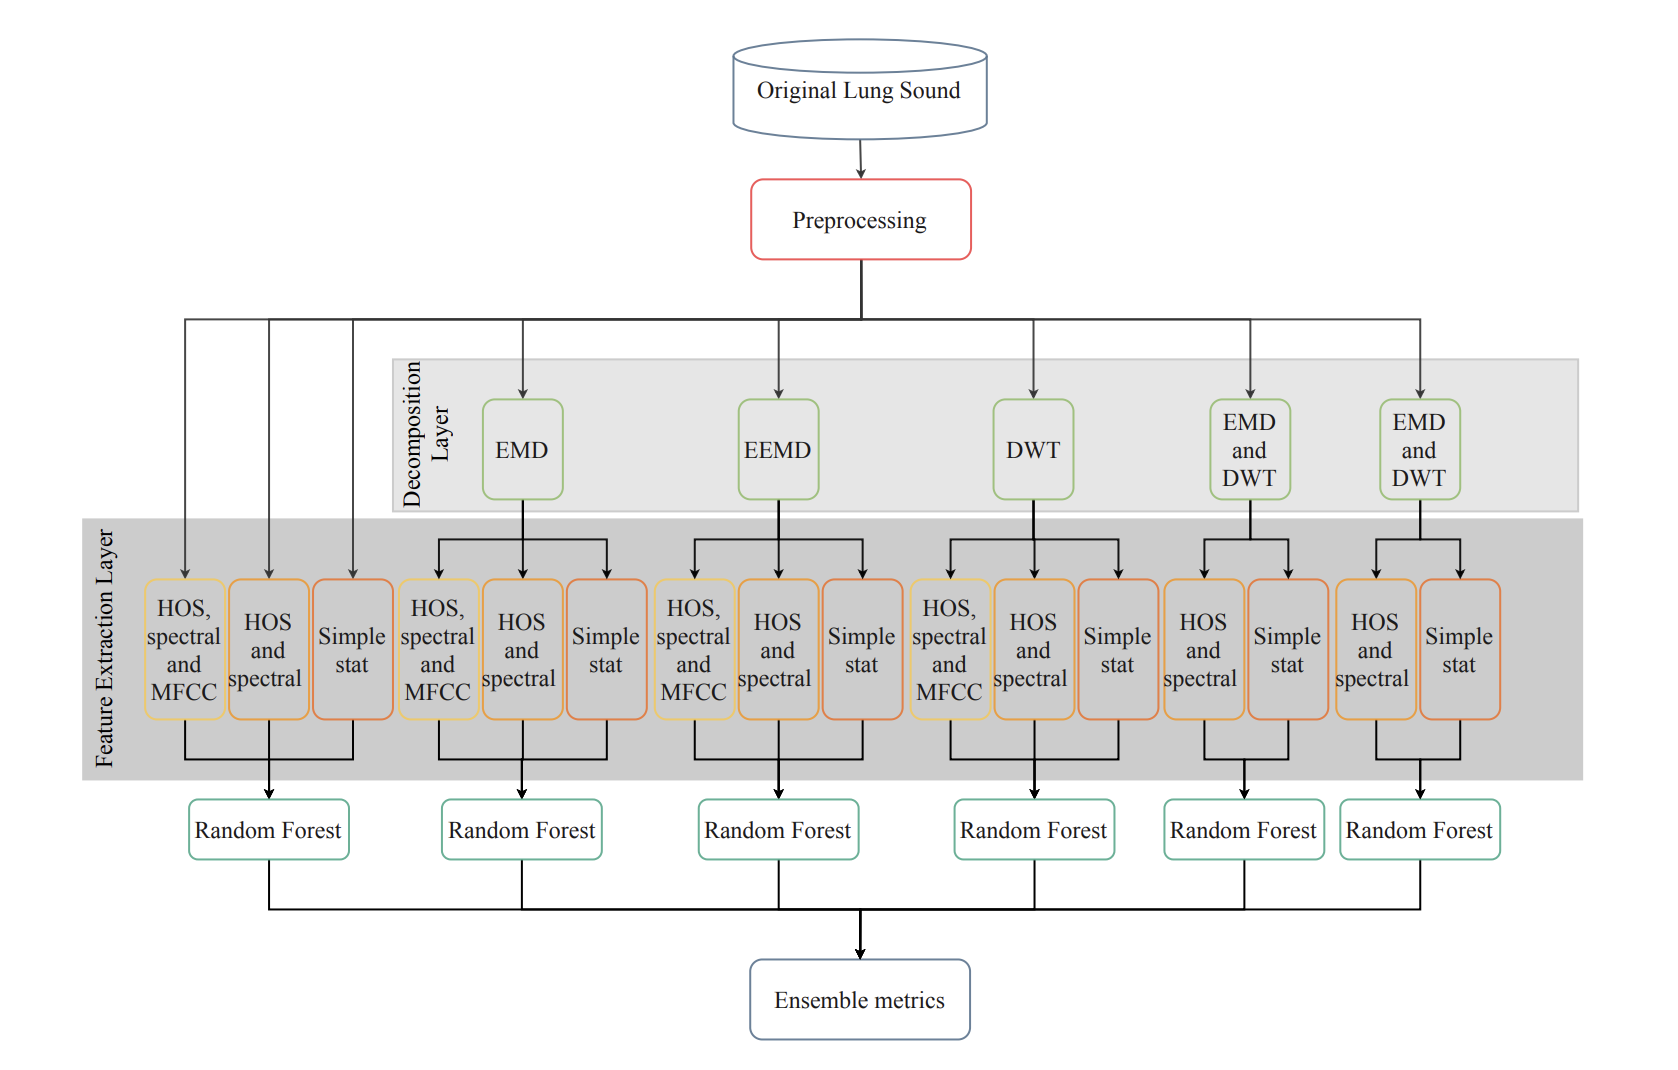 Original Lung Sound
Preprocessing
Decomposition
Layer
EMD
EEMD
DWT
EMD
and
DWT
EMD
and
DWT
Feature Extraction Layer
HOS,
spectral
and
MFCC
HOS
and
spectral
Simple
stat
HOS,
spectral
and
MFCC
HOS
and
spectral
Simple
stat
HOS,
spectral
and
MFCC
HOS
and
spectral
Simple
stat
HOS,
spectral
and
MFCC
HOS
and
spectral
Simple
stat
HOS
and
spectral
Simple
stat
HOS
and
spectral
Simple
stat
Random Forest
Random Forest
Random Forest
Random Forest
Random Forest
Random Forest
Ensemble metrics